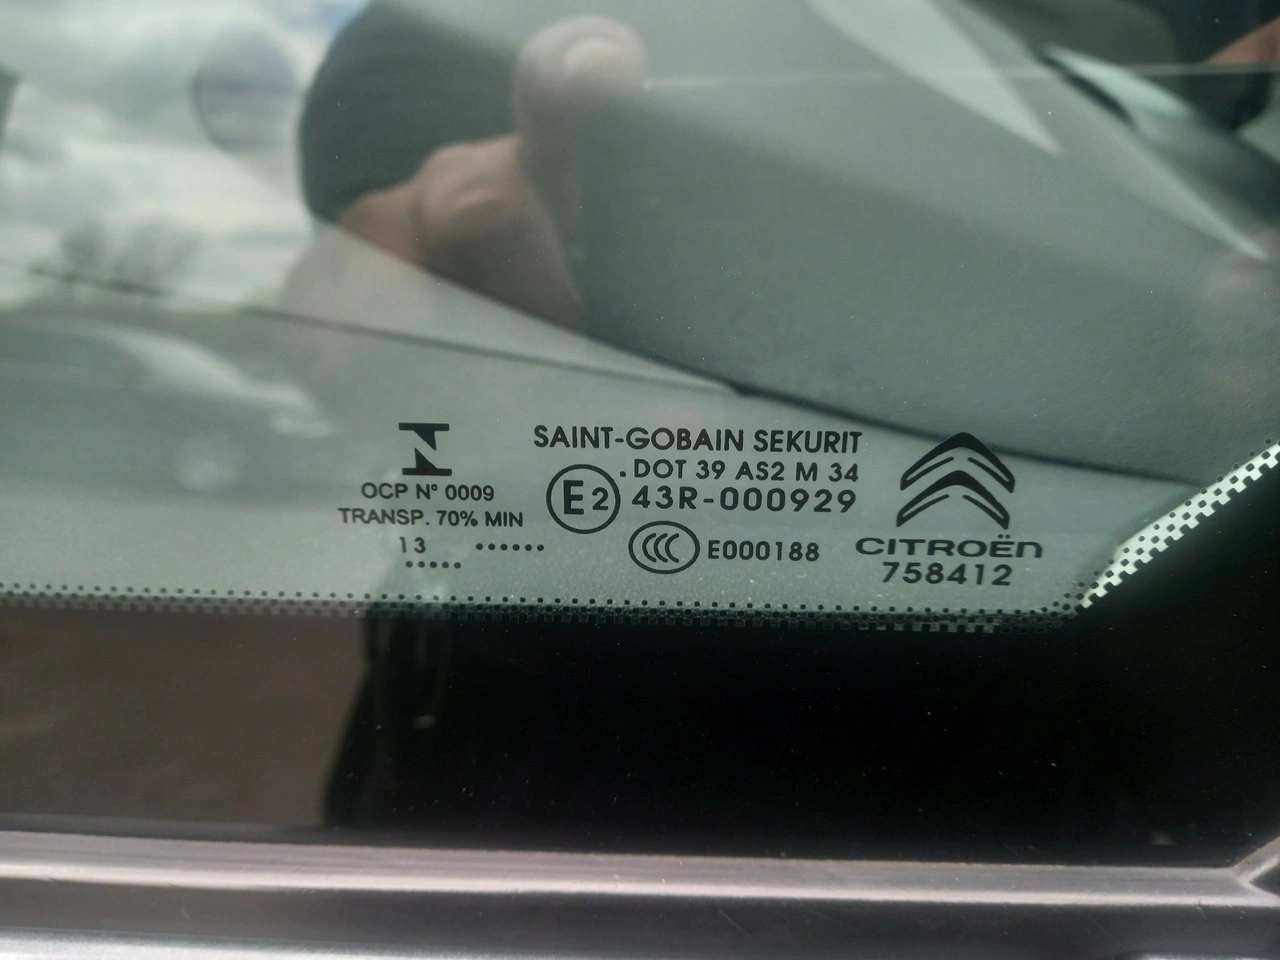 SAINT-GOBAIN SEKURIT
.DOT 39 AS2 M 34
E2 43R-000929
CCC E000188
OCP N° 0009
TRANSP. 70% MIN
13 ......
.....
CITROËN
758412